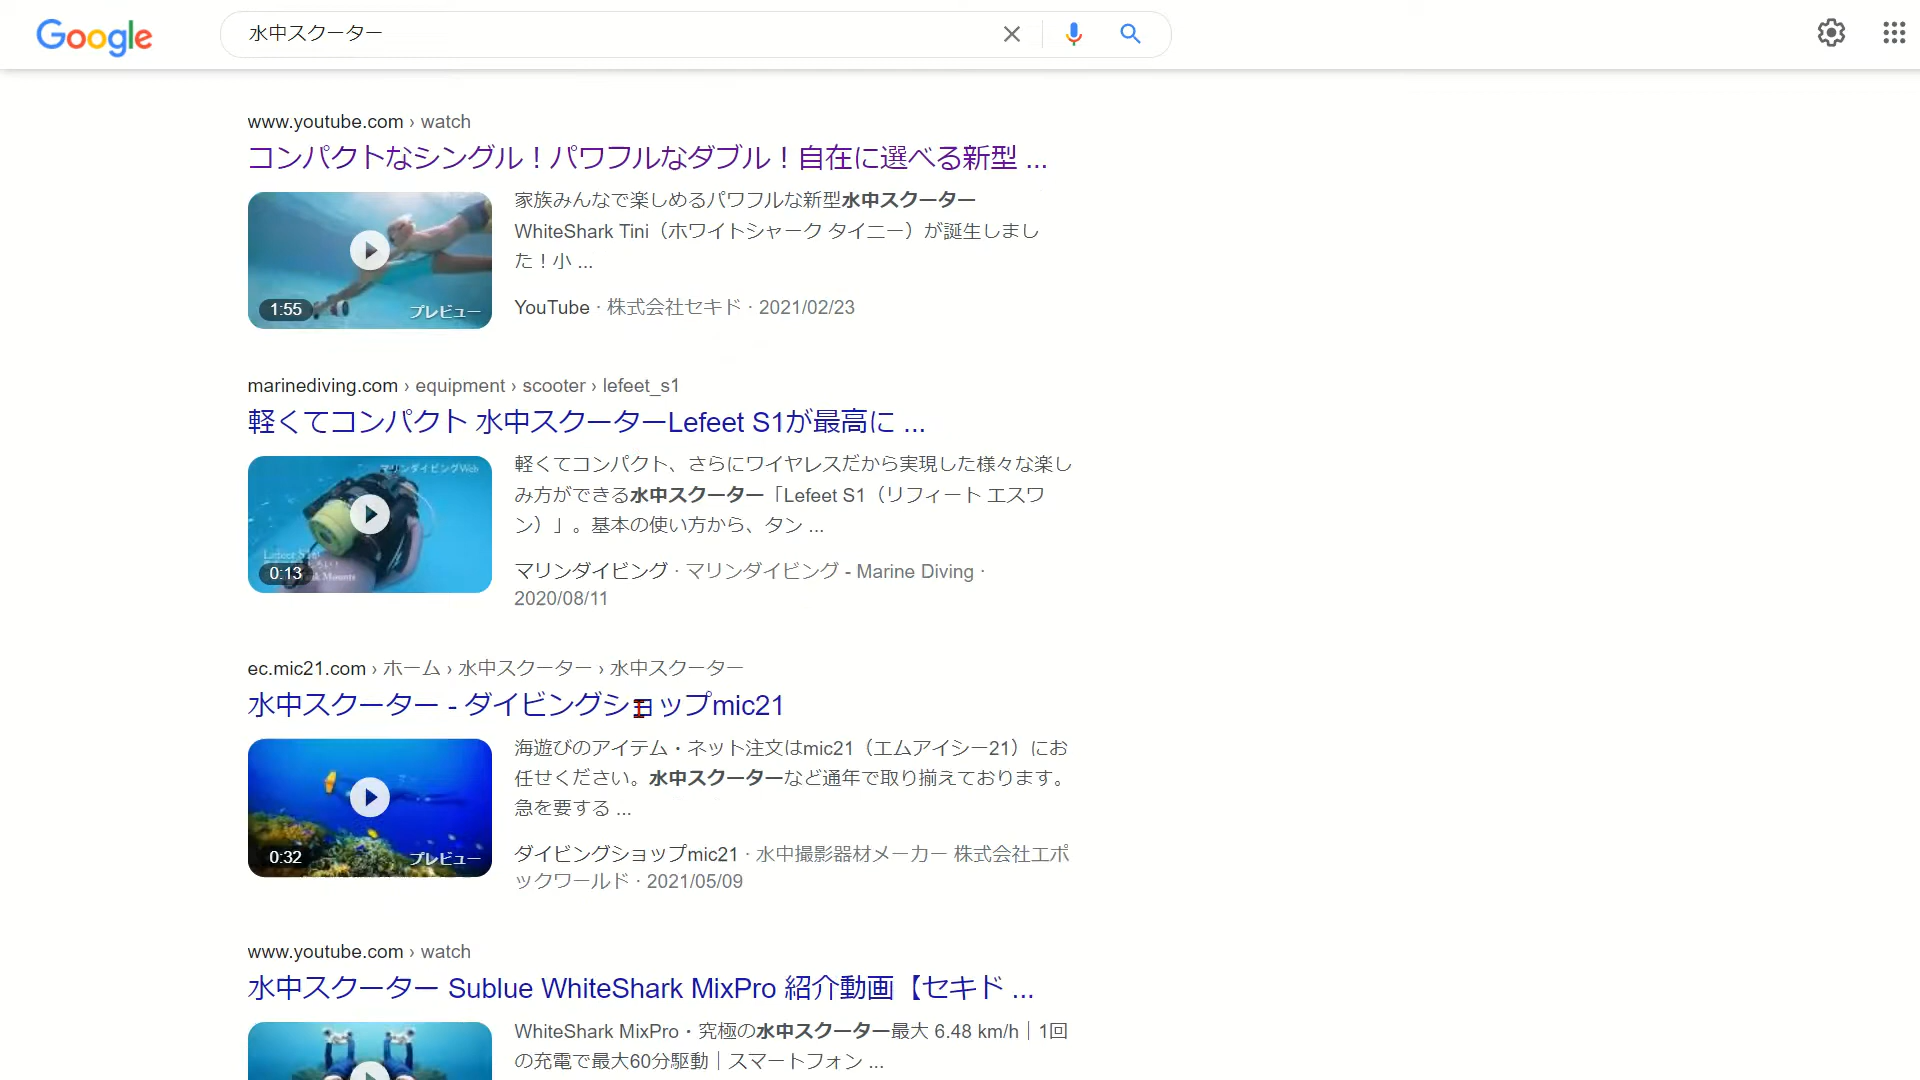 Google
水中スクーター
www.youtube.com › watch
コンパクトなシングル！パワフルなダブル！自在に選べる新型 ...
家族みんなで楽しめるパワフルな新型水中スクーター
WhiteShark Tini（ホワイトシャーク タイニー）が誕生しまし
た！小 ...
1:55
プレビュー
YouTube · 株式会社セキド · 2021/02/23
marinediving.com › equipment › scooter › lefeet_s1
軽くてコンパクト 水中スクーターLefeet S1が最高に ...
マリンダイビングWeb
軽くてコンパクト、さらにワイヤレスだから実現した様々な楽し
み方ができる水中スクーター「Lefeet S1（リフィート エスワ
ン）」。基本の使い方から、タン ...
0:13
マリンダイビング · マリンダイビング - Marine Diving ·
2020/08/11
ec.mic21.com › ホーム › 水中スクーター › 水中スクーター
水中スクーター - ダイビングショップmic21
海遊びのアイテム・ネット注文はmic21（エムアイシー21）にお
任せください。水中スクーターなど通年で取り揃えております。
急を要する ...
0:32
プレビュー
ダイビングショップmic21 · 水中撮影器材メーカー 株式会社エポ
ックワールド · 2021/05/09
www.youtube.com › watch
水中スクーター Sublue WhiteShark MixPro 紹介動画【セキド ...
WhiteShark MixPro・究極の水中スクーター最大 6.48 km/h｜1回
の充電で最大60分駆動｜スマートフォン ...